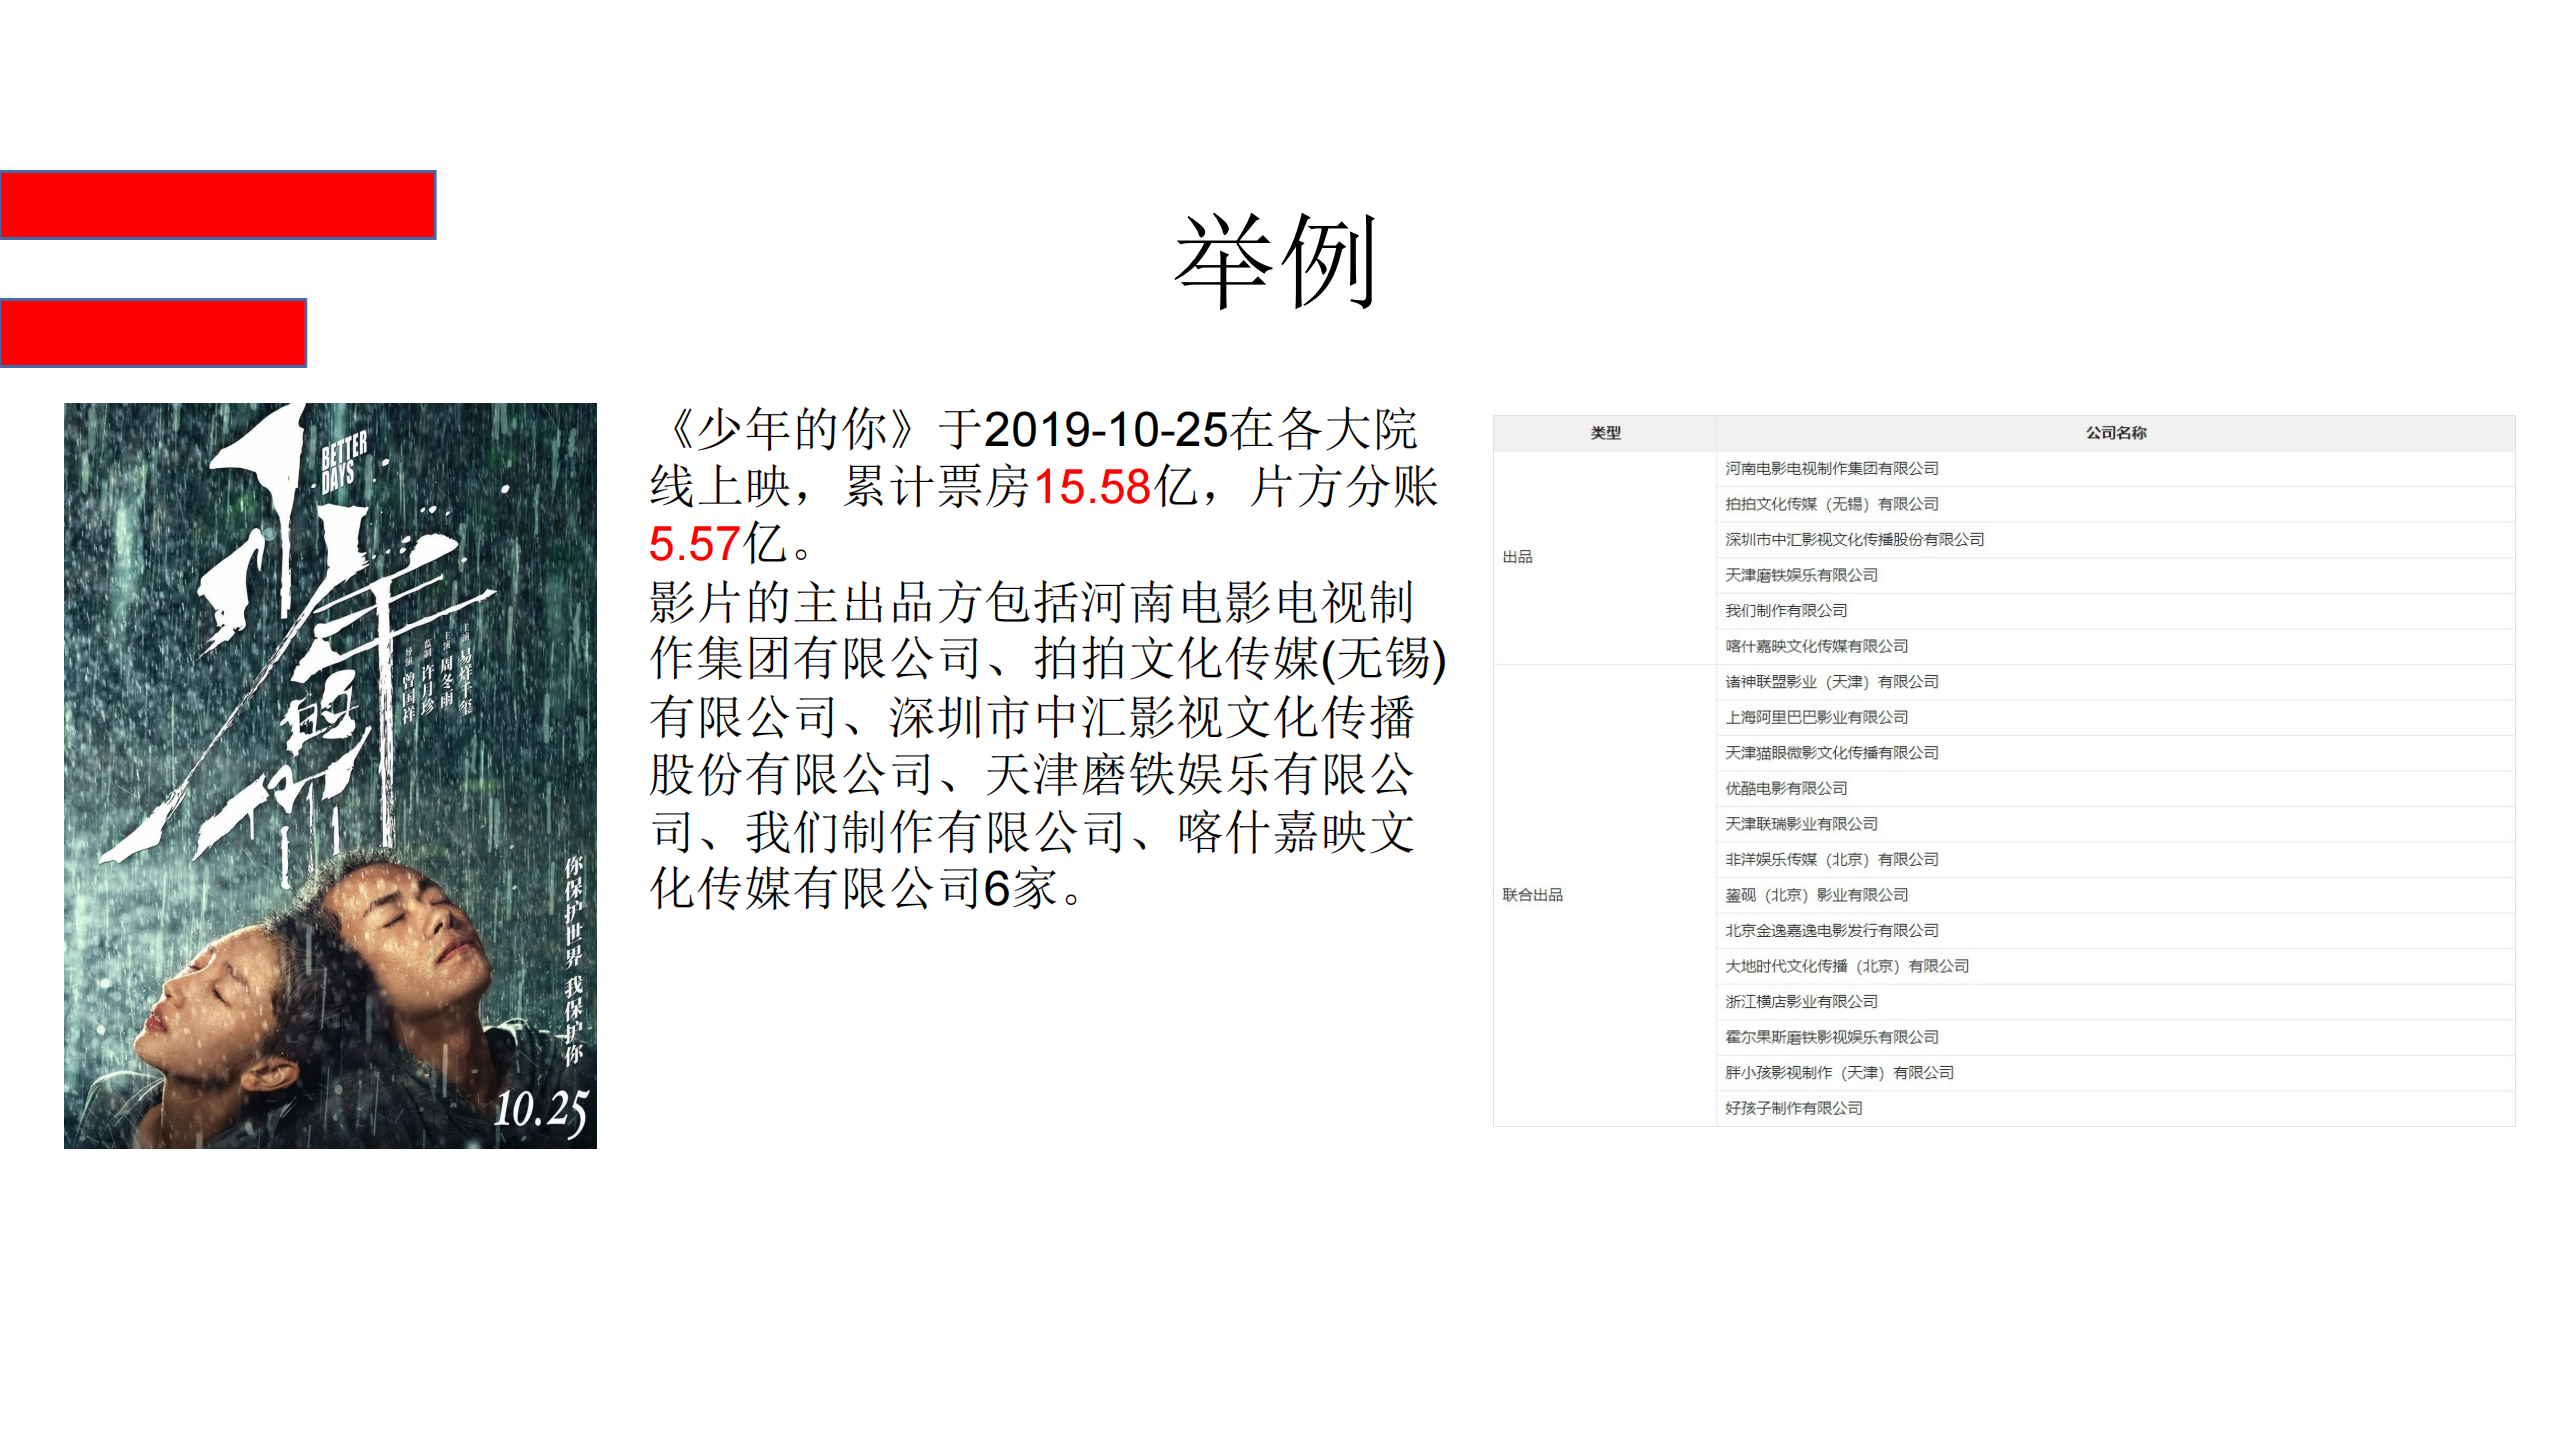 举例
BETTER
DAYS
少年的你
主演 易烊千玺
主演 周冬雨
监制 许月珍
导演 曾国祥
你保护世界 我保护你
10.25
《少年的你》于2019-10-25在各大院
线上映，累计票房15.58亿，片方分账
5.57亿。
影片的主出品方包括河南电影电视制
作集团有限公司、拍拍文化传媒(无锡)
有限公司、深圳市中汇影视文化传播
股份有限公司、天津磨铁娱乐有限公
司、我们制作有限公司、喀什嘉映文
化传媒有限公司6家。
类型 公司名称
出品
河南电影电视制作集团有限公司
拍拍文化传媒（无锡）有限公司
深圳市中汇影视文化传播股份有限公司
天津磨铁娱乐有限公司
我们制作有限公司
喀什嘉映文化传媒有限公司
联合出品
诸神联盟影业（天津）有限公司
上海阿里巴巴影业有限公司
天津猫眼微影文化传播有限公司
优酷电影有限公司
天津联瑞影业有限公司
非洋娱乐传媒（北京）有限公司
鋆砚（北京）影业有限公司
北京金逸嘉逸电影发行有限公司
大地时代文化传播（北京）有限公司
浙江横店影业有限公司
霍尔果斯磨铁影视娱乐有限公司
胖小孩影视制作（天津）有限公司
好孩子制作有限公司